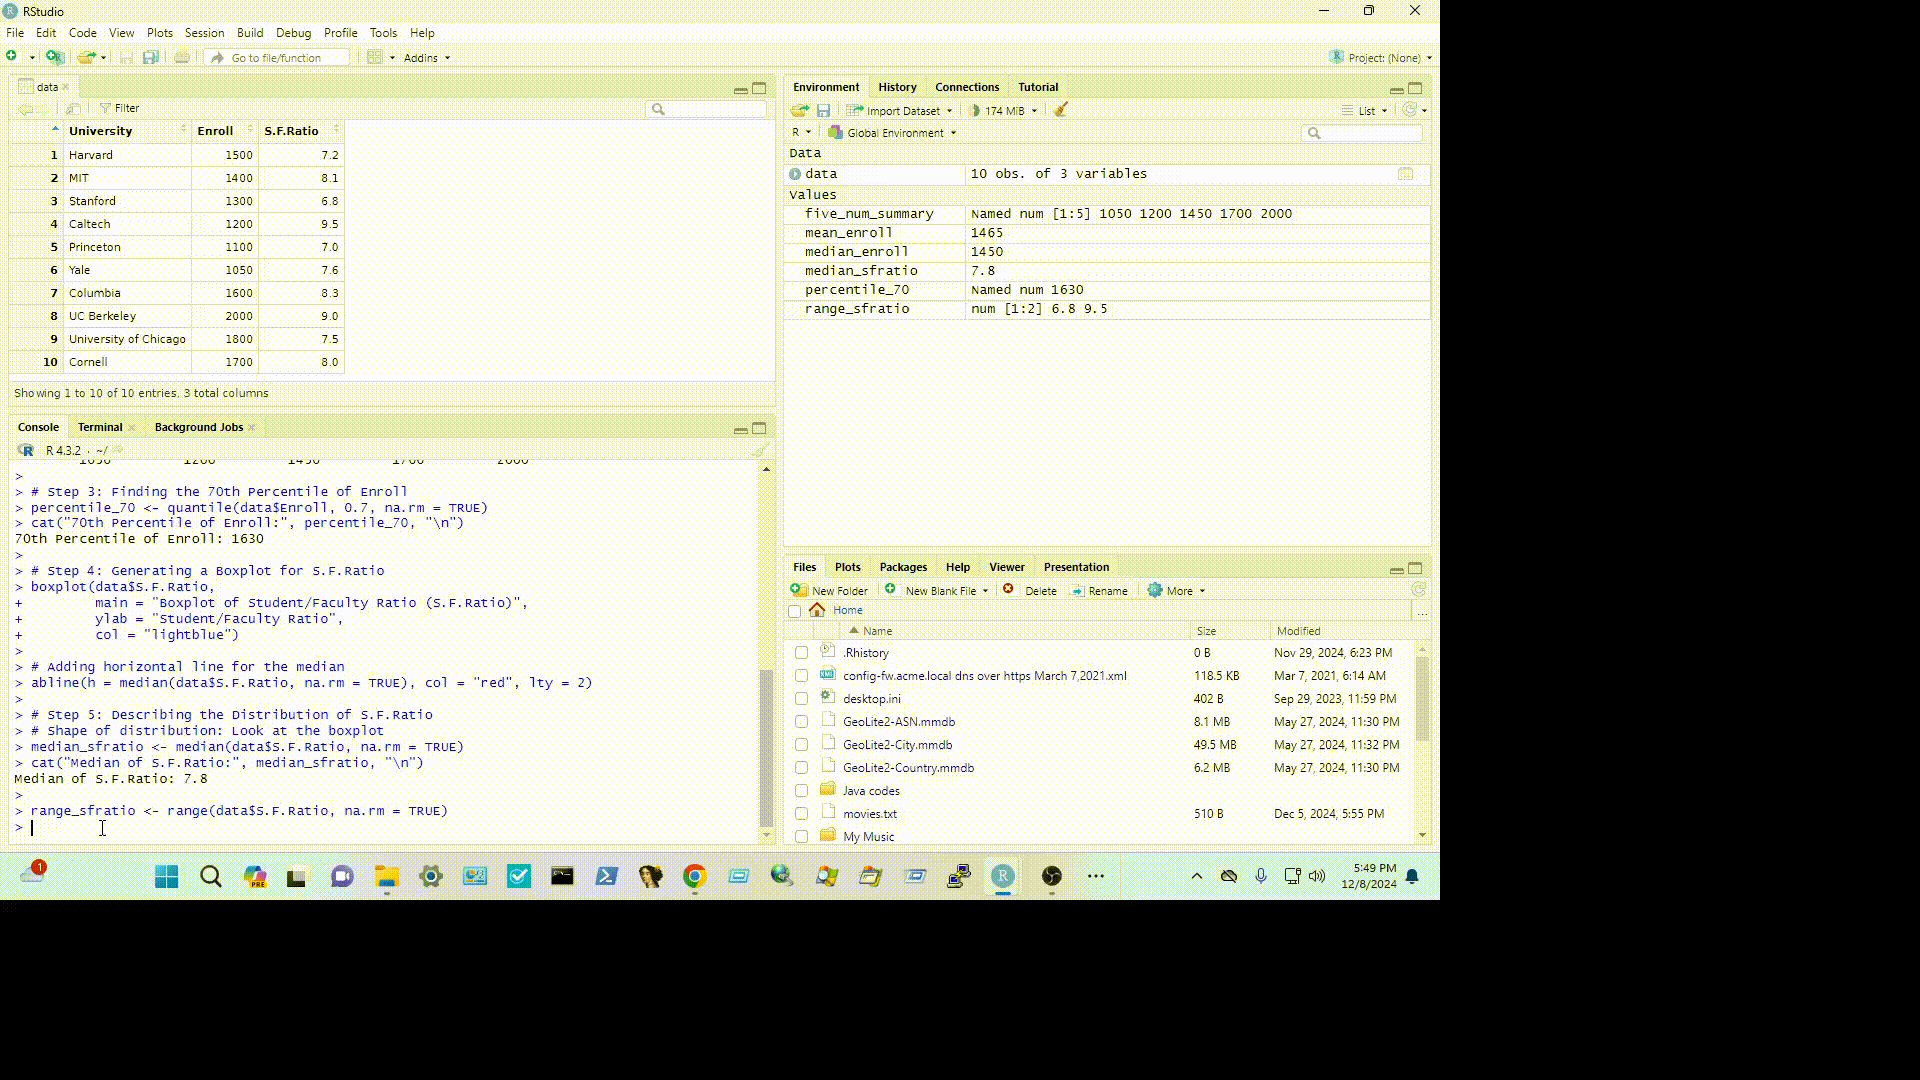 RStudio
File Edit Code View Plots Session Build Debug Profile Tools Help
Go to file/function Addins Project: (None)
data
Filter
University Enroll S.F.Ratio
1 Harvard 1500 7.2
2 MIT 1400 8.1
3 Stanford 1300 6.8
4 Caltech 1200 9.5
5 Princeton 1100 7.0
6 Yale 1050 7.6
7 Columbia 1600 8.3
8 UC Berkeley 2000 9.0
9 University of Chicago 1800 7.5
10 Cornell 1700 8.0
Showing 1 to 10 of 10 entries, 3 total columns
Console Terminal Background Jobs
R 4.3.2 · ~/
1050 1200 1450 1700 2000
>
> # Step 3: Finding the 70th Percentile of Enroll
> percentile_70 <- quantile(data$Enroll, 0.7, na.rm = TRUE)
> cat("70th Percentile of Enroll:", percentile_70, "\n")
70th Percentile of Enroll: 1630
>
> # Step 4: Generating a Boxplot for S.F.Ratio
> boxplot(data$S.F.Ratio,
+ main = "Boxplot of Student/Faculty Ratio (S.F.Ratio)",
+ ylab = "Student/Faculty Ratio",
+ col = "lightblue")
>
> # Adding horizontal line for the median
> abline(h = median(data$S.F.Ratio, na.rm = TRUE), col = "red", lty = 2)
>
> # Step 5: Describing the Distribution of S.F.Ratio
> # Shape of distribution: Look at the boxplot
> median_sfratio <- median(data$S.F.Ratio, na.rm = TRUE)
> cat("Median of S.F.Ratio:", median_sfratio, "\n")
Median of S.F.Ratio: 7.8
>
> range_sfratio <- range(data$S.F.Ratio, na.rm = TRUE)
>
Environment History Connections Tutorial
Import Dataset 174 MiB List
R Global Environment
Data
data 10 obs. of 3 variables
Values
five_num_summary Named num [1:5] 1050 1200 1450 1700 2000
mean_enroll 1465
median_enroll 1450
median_sfratio 7.8
percentile_70 Named num 1630
range_sfratio num [1:2] 6.8 9.5
Files Plots Packages Help Viewer Presentation
New Folder New Blank File Delete Rename More
Home ...
Name Size Modified
.Rhistory 0 B Nov 29, 2024, 6:23 PM
config-fw.acme.local dns over https March 7,2021.xml 118.5 KB Mar 7, 2021, 6:14 AM
desktop.ini 402 B Sep 29, 2023, 11:59 PM
GeoLite2-ASN.mmdb 8.1 MB May 27, 2024, 11:30 PM
GeoLite2-City.mmdb 49.5 MB May 27, 2024, 11:32 PM
GeoLite2-Country.mmdb 6.2 MB May 27, 2024, 11:30 PM
Java codes
movies.txt 510 B Dec 5, 2024, 5:55 PM
My Music
1
PRE
R
5:49 PM
12/8/2024